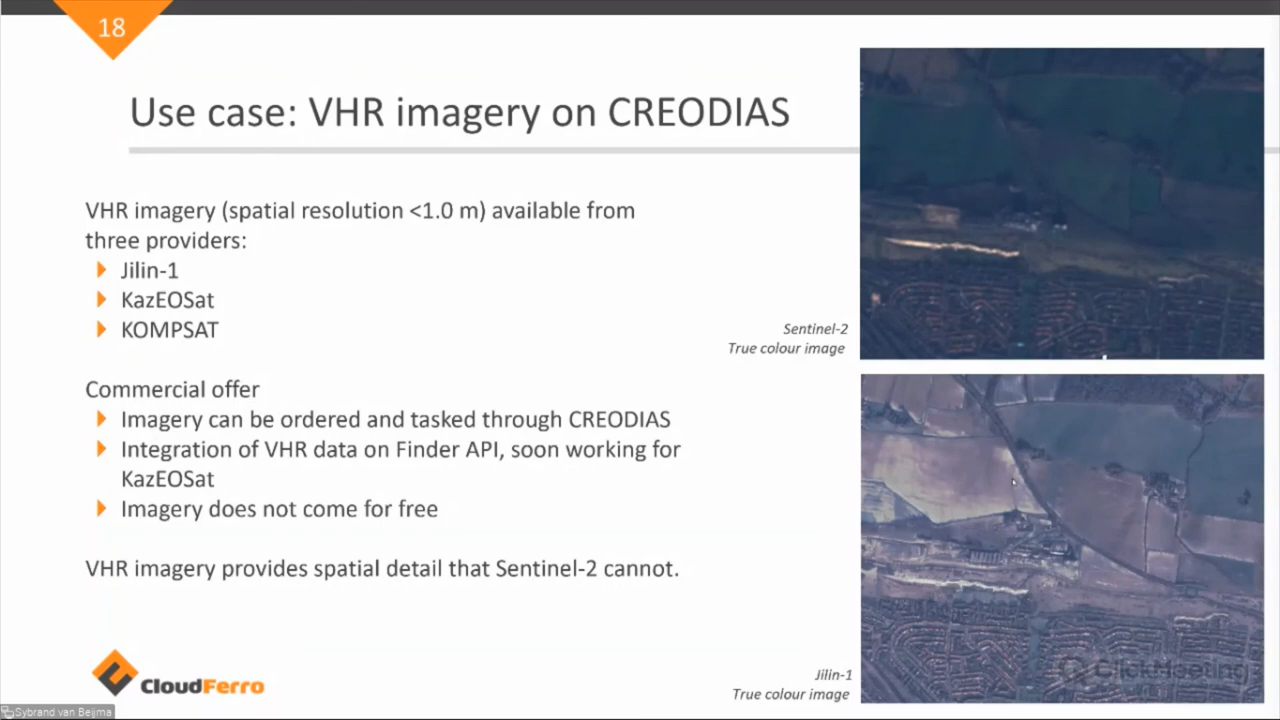 18
Use case: VHR imagery on CREODIAS
VHR imagery (spatial resolution <1.0 m) available from
three providers:
Jilin-1
KazEOSat
KOMPSAT
Sentinel-2
True colour image
Commercial offer
Imagery can be ordered and tasked through CREODIAS
Integration of VHR data on Finder API, soon working for
KazEOSat
Imagery does not come for free
VHR imagery provides spatial detail that Sentinel-2 cannot.
Jilin-1
True colour image
ClickMeeting
CloudFerro
Sybrand van Beijma